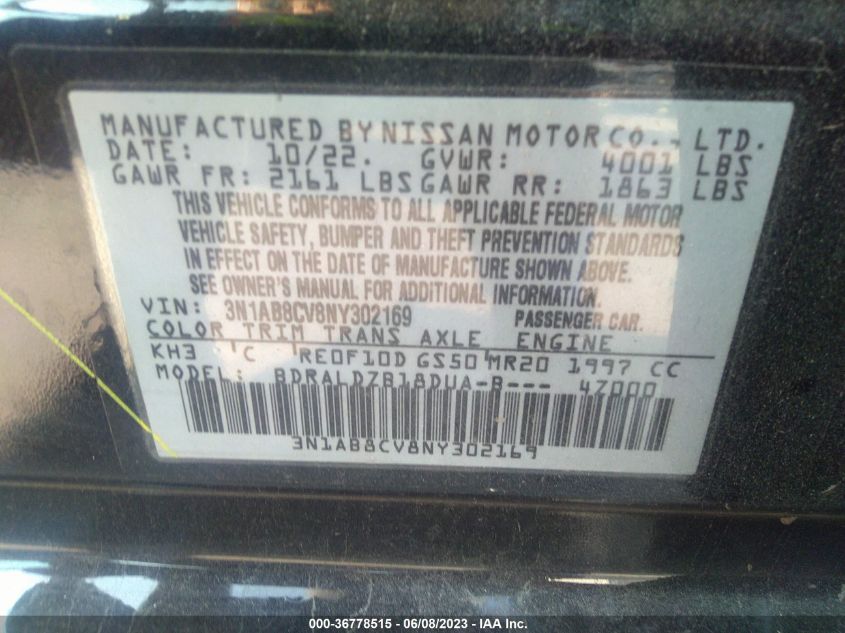 MANUFACTURED BY NISSAN MOTOR CO., LTD.
DATE: 10/22. GVWR: 4001 LBS
GAWR FR: 2161 LBS GAWR RR: 1863 LBS
THIS VEHICLE CONFORMS TO ALL APPLICABLE FEDERAL MOTOR
VEHICLE SAFETY, BUMPER AND THEFT PREVENTION STANDARDS
IN EFFECT ON THE DATE OF MANUFACTURE SHOWN ABOVE.
SEE OWNER'S MANUAL FOR ADDITIONAL INFORMATION.
VIN: 3N1AB8CV8NY302169 PASSENGER CAR.
COLOR TRIM TRANS AXLE ENGINE
KH3 C RE0F10D GS50 MR20 1997 CC
MODEL: BDRALDZB18DUA-B--- 4Z000
3N1AB8CV8NY302169
000-36778515 - 06/08/2023 - IAA Inc.